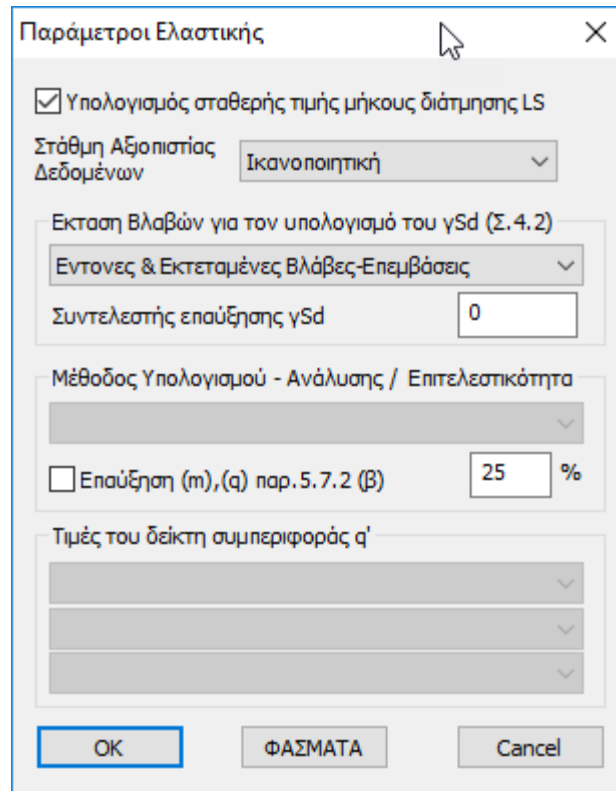 Παράμετροι Ελαστικής
Υπολογισμός σταθερής τιμής μήκους διάτμησης LS
Στάθμη Αξιοπιστίας
Δεδομένων
Ικανοποιητική
Εκταση Βλαβών για τον υπολογισμό του γSd (Σ.4.2)
Εντονες & Εκτεταμένες Βλάβες-Επεμβάσεις
Συντελεστής επαύξησης γSd 0
Μέθοδος Υπολογισμού - Ανάλυσης / Επιτελεστικότητα
Επαύξηση (m),(q) παρ.5.7.2 (β) 25 %
Τιμές του δείκτη συμπεριφοράς q'
OK ΦΑΣΜΑΤΑ Cancel